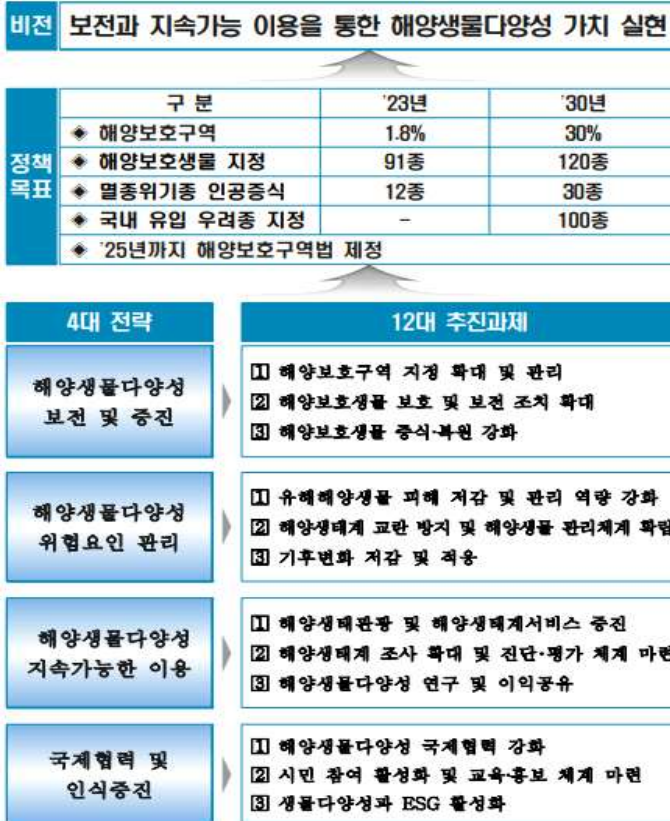 비전 보전과 지속가능 이용을 통한 해양생물다양성 가치 실현
구 분 '23년 '30년
◈ 해양보호구역 1.8% 30%
정책 ◈ 해양보호생물 지정 91종 120종
목표 ◈ 멸종위기종 인공증식 12종 30종
◈ 국내 유입 우려종 지정 - 100종
◈ '25년까지 해양보호구역법 제정
4대 전략 12대 추진과제
해양생물다양성
보전 및 증진
1 해양보호구역 지정 확대 및 관리
2 해양보호생물 보호 및 보전 조치 확대
3 해양보호생물 증식·복원 강화
해양생물다양성
위협요인 관리
1 유해해양생물 피해 저감 및 관리 역량 강화
2 해양생태계 교란 방지 및 해양생물 관리체계 확립
3 기후변화 저감 및 적응
해양생물다양성
지속가능한 이용
1 해양생태관광 및 해양생태계서비스 증진
2 해양생태계 조사 확대 및 진단·평가 체계 마련
3 해양생물다양성 연구 및 이익공유
국제협력 및
인식증진
1 해양생물다양성 국제협력 강화
2 시민 참여 활성화 및 교육·홍보 체계 마련
3 생물다양성과 ESG 활성화